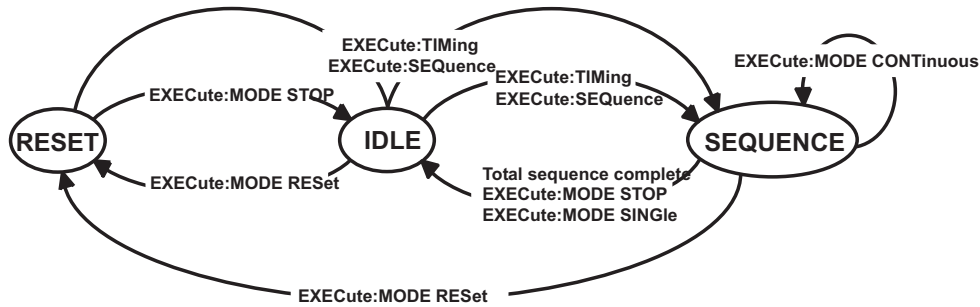 EXECute:TIMing
EXECute:SEQuence
EXECute:MODE CONTinuous
EXECute:TIMing
EXECute:SEQuence
EXECute:MODE STOP
RESET
IDLE
SEQUENCE
EXECute:MODE RESet
Total sequence complete
EXECute:MODE STOP
EXECute:MODE SINGle
EXECute:MODE RESet